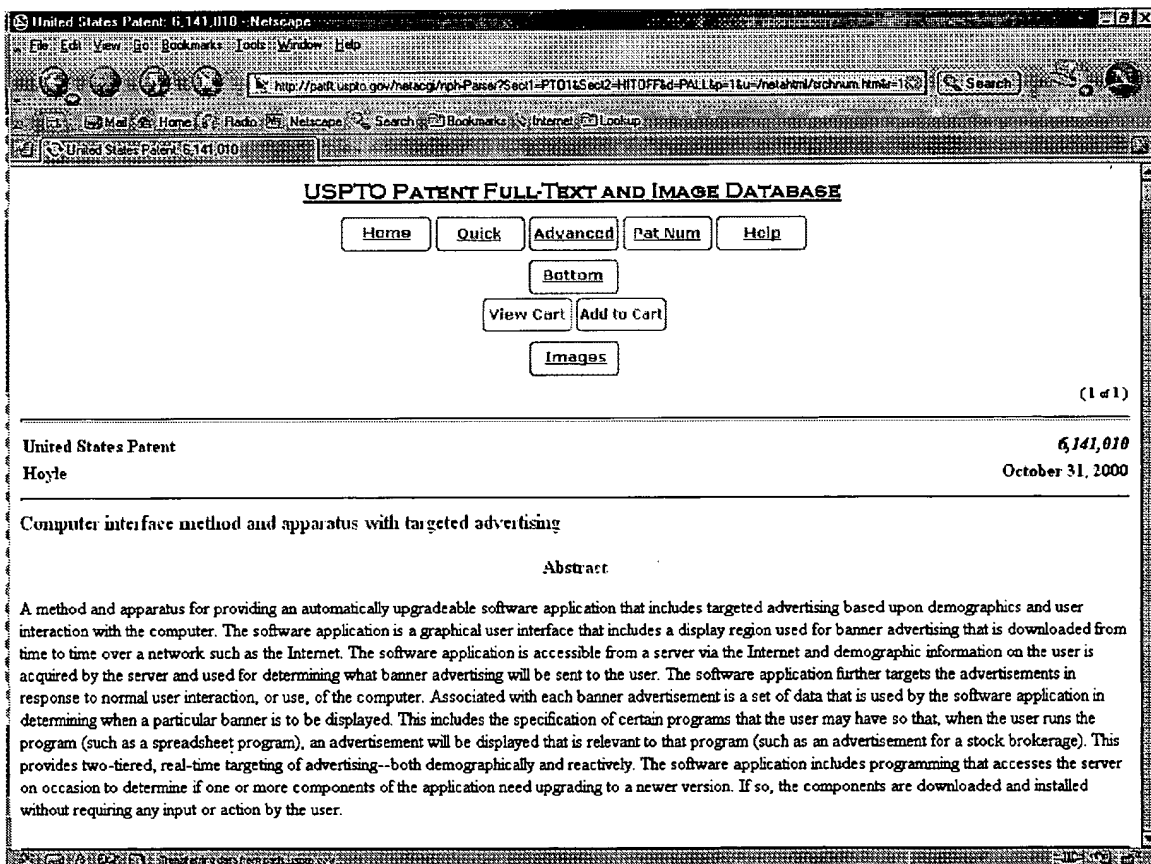 United States Patent: 6,141,010 - Netscape
File Edit View Go Bookmarks Tools Window Help
http://patft.uspto.gov/netacgi/nph-Parser?Sect1=PTO1&Sect2=HITOFF&d=PALL&p=1&u=/netahtml/srchnum.htm&r=1 Search
Mail Home Radio Netscape Search Bookmarks Internet Lookup
United States Patent: 6,141,010
USPTO PATENT FULL-TEXT AND IMAGE DATABASE
Home Quick Advanced Pat Num Help
Bottom
View Cart Add to Cart
Images
(1 of 1)
United States Patent 6,141,010
Hoyle October 31, 2000
Computer interface method and apparatus with targeted advertising
Abstract
A method and apparatus for providing an automatically upgradeable software application that includes targeted advertising based upon demographics and user
interaction with the computer. The software application is a graphical user interface that includes a display region used for banner advertising that is downloaded from
time to time over a network such as the Internet. The software application is accessible from a server via the Internet and demographic information on the user is
acquired by the server and used for determining what banner advertising will be sent to the user. The software application further targets the advertisements in
response to normal user interaction, or use, of the computer. Associated with each banner advertisement is a set of data that is used by the software application in
determining when a particular banner is to be displayed. This includes the specification of certain programs that the user may have so that, when the user runs the
program (such as a spreadsheet program), an advertisement will be displayed that is relevant to that program (such as an advertisement for a stock brokerage). This
provides two-tiered, real-time targeting of advertising--both demographically and reactively. The software application includes programming that accesses the server
on occasion to determine if one or more components of the application need upgrading to a newer version. If so, the components are downloaded and installed
without requiring any input or action by the user.